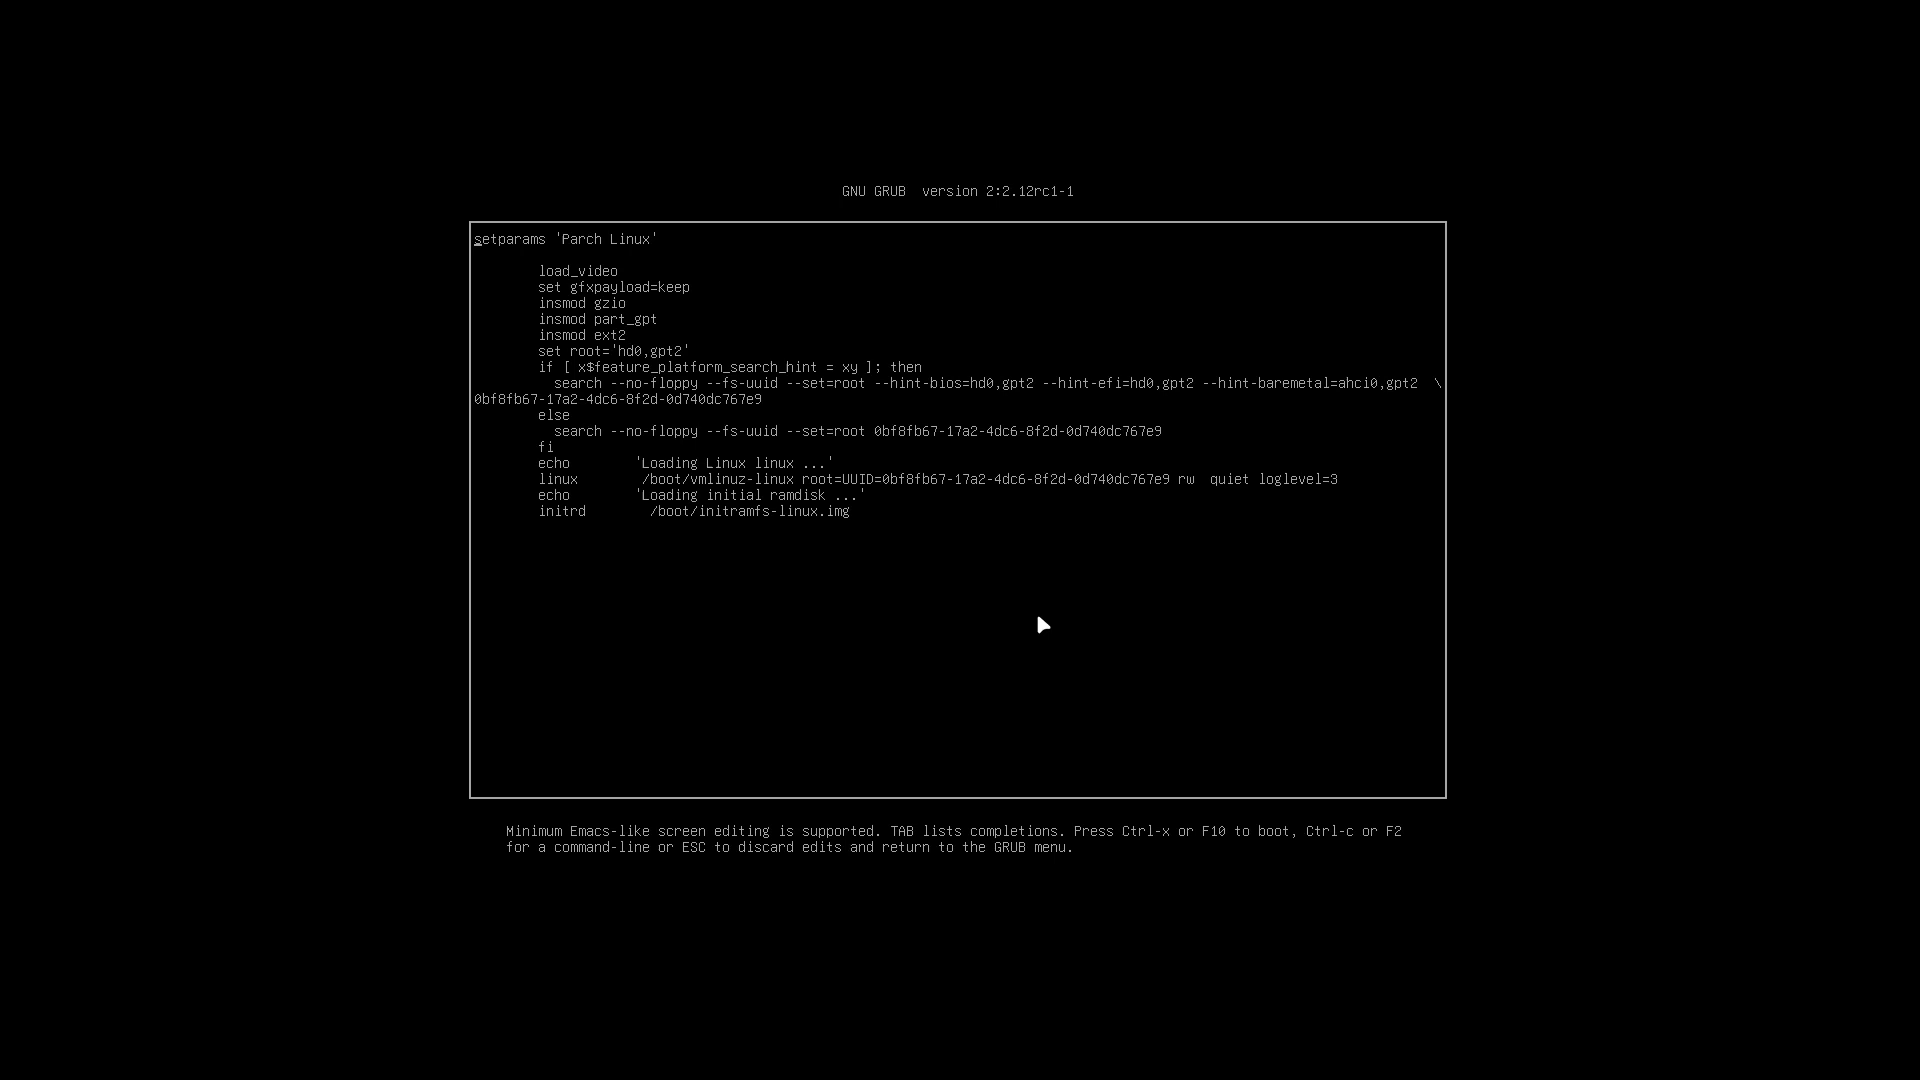 GNU GRUB  version 2:2.12rc1-1
setparams 'Parch Linux'
load_video
set gfxpayload=keep
insmod gzio
insmod part_gpt
insmod ext2
set root='hd0,gpt2'
if [ x$feature_platform_search_hint = xy ]; then
search --no-floppy --fs-uuid --set=root --hint-bios=hd0,gpt2 --hint-efi=hd0,gpt2 --hint-baremetal=ahci0,gpt2  \
0bf8fb67-17a2-4dc6-8f2d-0d740dc767e9
else
search --no-floppy --fs-uuid --set=root 0bf8fb67-17a2-4dc6-8f2d-0d740dc767e9
fi
echo 'Loading Linux linux ...'
linux /boot/vmlinuz-linux root=UUID=0bf8fb67-17a2-4dc6-8f2d-0d740dc767e9 rw  quiet loglevel=3
echo 'Loading initial ramdisk ...'
initrd /boot/initramfs-linux.img
Minimum Emacs-like screen editing is supported. TAB lists completions. Press Ctrl-x or F10 to boot, Ctrl-c or F2
for a command-line or ESC to discard edits and return to the GRUB menu.